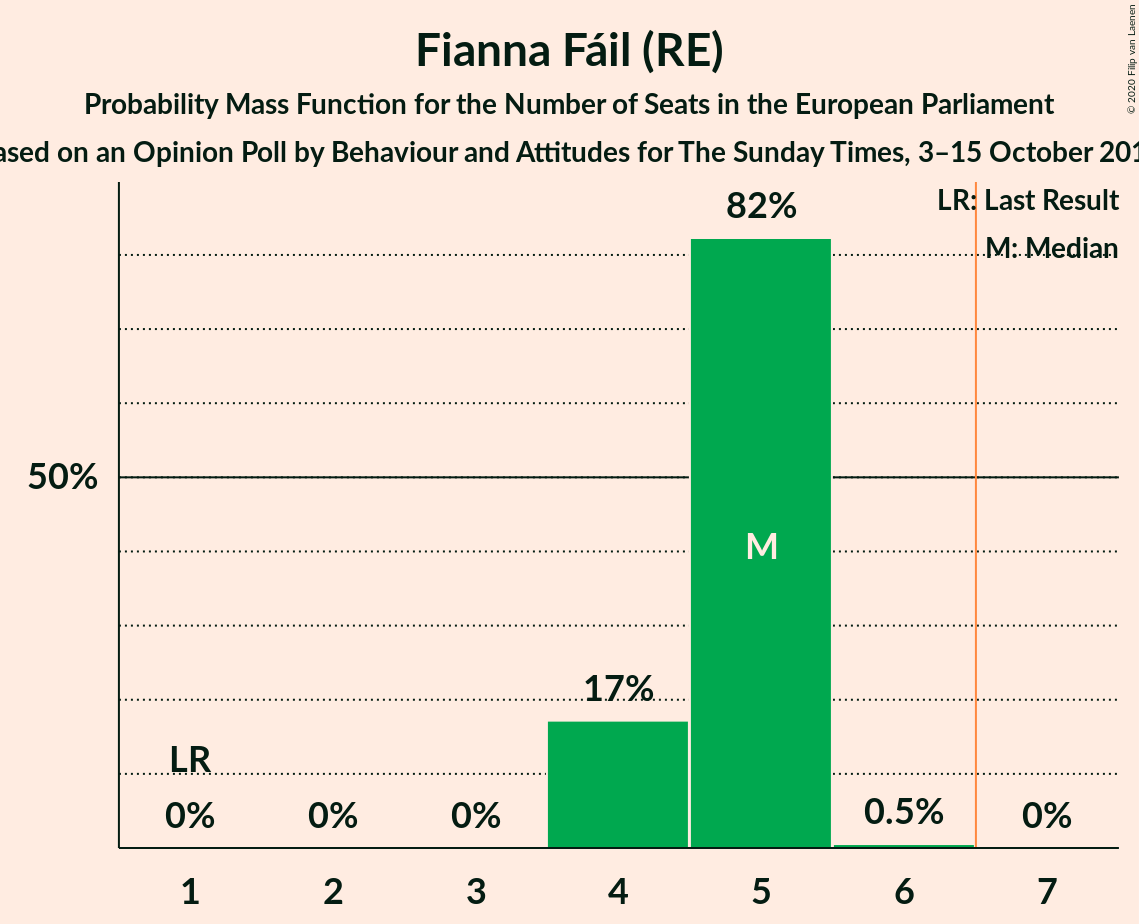 Fianna Fáil (RE)
Probability Mass Function for the Number of Seats in the European Parliament
on an Opinion Poll by Behaviour and Attitudes for The Sunday Times, 3–15 October
© 2020 Filip van Laenen
LR: Last Result
M: Median
82%
50%
M
17%
LR
0%
0%
0%
0.5%
0%
1
2
3
4
5
6
7